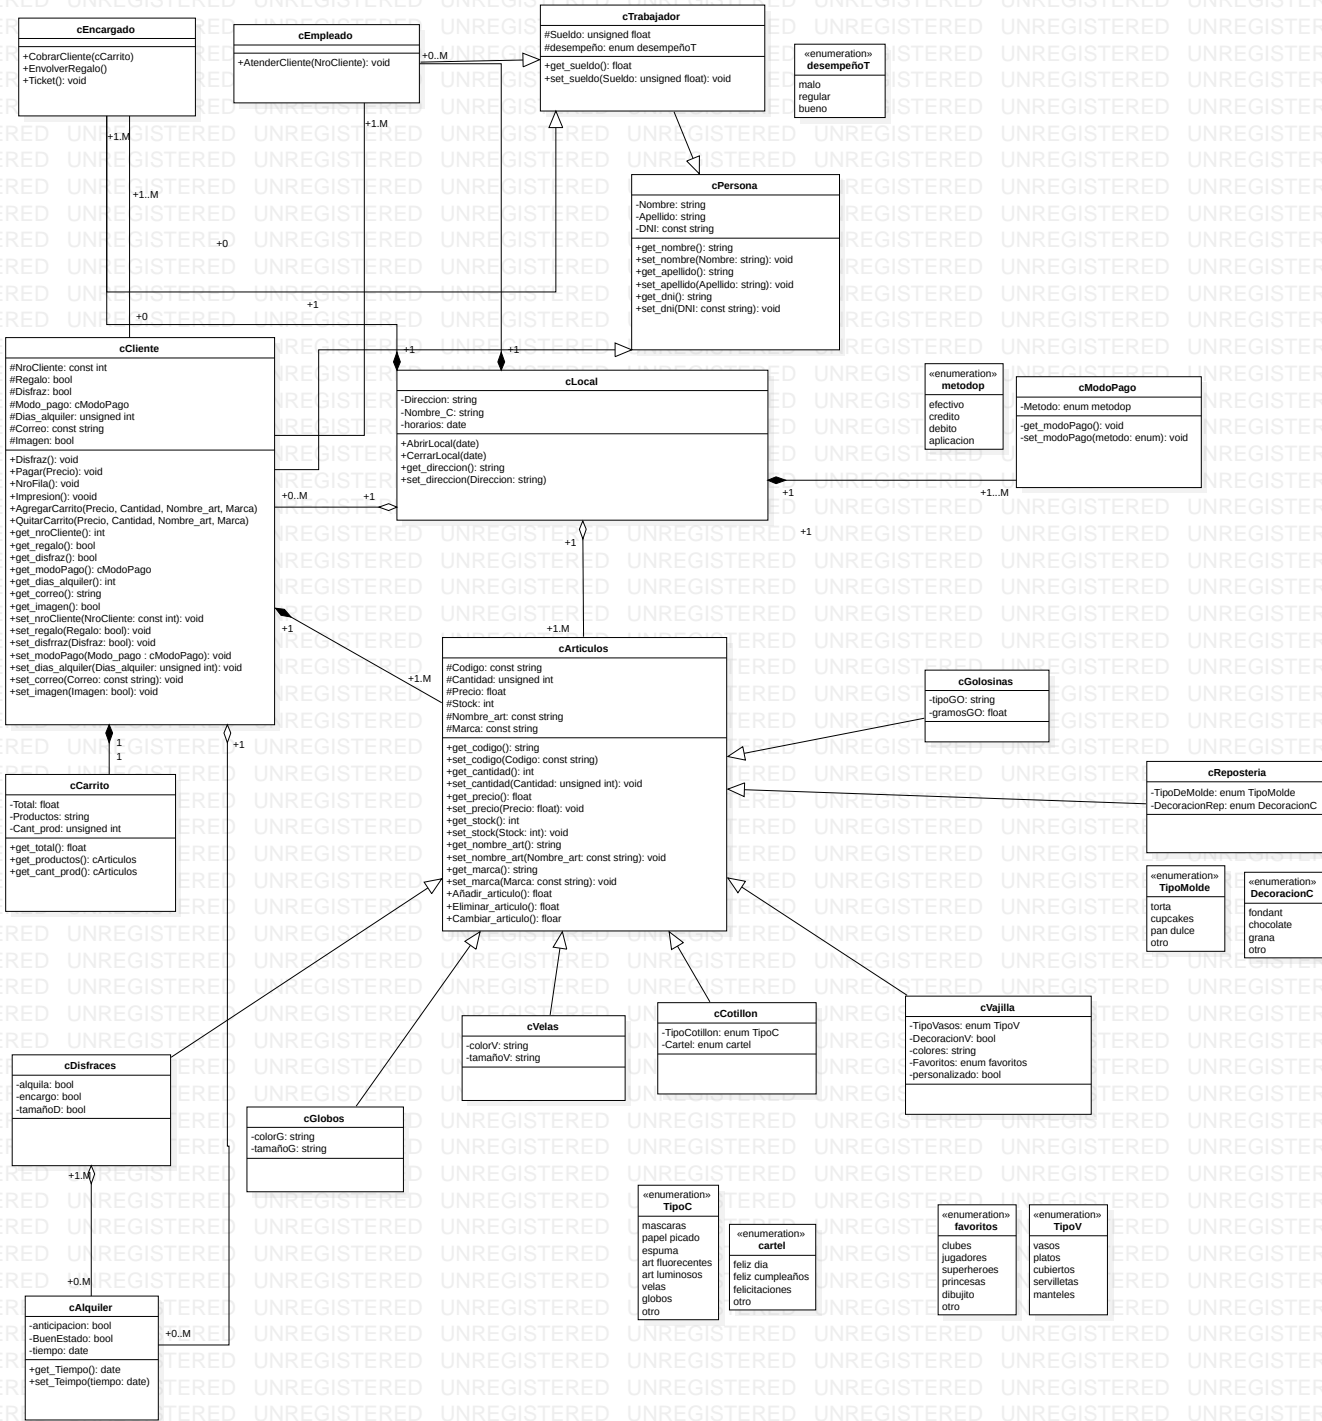 cEncargado
+CobrarCliente(cCarrito)
+EnvolverRegalo()
+Ticket(): void
cEmpleado
+AtenderCliente(NroCliente): void
+0..M
cTrabajador
#Sueldo: unsigned float
#desempeño: enum desempeñoT
+get_sueldo(): float
+set_sueldo(Sueldo: unsigned float): void
«enumeration»
desempeñoT
malo
regular
bueno
+1.M
+1.M
+1..M
+0
+1
+0
cPersona
-Nombre: string
-Apellido: string
-DNI: const string
+get_nombre(): string
+set_nombre(Nombre: string): void
+get_apellido(): string
+set_apellido(Apellido: string): void
+get_dni(): string
+set_dni(DNI: const string): void
cCliente
#NroCliente: const int
#Regalo: bool
#Disfraz: bool
#Modo_pago: cModoPago
#Dias_alquiler: unsigned int
#Correo: const string
#Imagen: bool
+Disfraz(): void
+Pagar(Precio): void
+NroFila(): void
+Impresion(): vooid
+AgregarCarrito(Precio, Cantidad, Nombre_art, Marca)
+QuitarCarrito(Precio, Cantidad, Nombre_art, Marca)
+get_nroCliente(): int
+get_regalo(): bool
+get_disfraz(): bool
+get_modoPago(): cModoPago
+get_dias_alquiler(): int
+get_correo(): string
+get_imagen(): bool
+set_nroCliente(NroCliente: const int): void
+set_regalo(Regalo: bool): void
+set_disfrraz(Disfraz: bool): void
+set_modoPago(Modo_pago : cModoPago): void
+set_dias_alquiler(Dias_alquiler: unsigned int): void
+set_correo(Correo: const string): void
+set_imagen(Imagen: bool): void
+1
+1
cLocal
-Direccion: string
-Nombre_C: string
-horarios: date
+AbrirLocal(date)
+CerrarLocal(date)
+get_direccion(): string
+set_direccion(Direccion: string)
«enumeration»
metodop
efectivo
credito
debito
aplicacion
cModoPago
-Metodo: enum metodop
-get_modoPago(): void
-set_modoPago(metodo: enum): void
+0..M
+1
+1
+1...M
+1
+1
+1.M
+1
+1.M
cArticulos
#Codigo: const string
#Cantidad: unsigned int
#Precio: float
#Stock: int
#Nombre_art: const string
#Marca: const string
+get_codigo(): string
+set_codigo(Codigo: const string)
+get_cantidad(): int
+set_cantidad(Cantidad: unsigned int): void
+get_precio(): float
+set_precio(Precio: float): void
+get_stock(): int
+set_stock(Stock: int): void
+get_nombre_art(): string
+set_nombre_art(Nombre_art: const string): void
+get_marca(): string
+set_marca(Marca: const string): void
+Añadir_articulo(): float
+Eliminar_articulo(): float
+Cambiar_articulo(): floar
cGolosinas
-tipoGO: string
-gramosGO: float
cReposteria
-TipoDeMolde: enum TipoMolde
-DecoracionRep: enum DecoracionC
«enumeration»
TipoMolde
torta
cupcakes
pan dulce
otro
«enumeration»
DecoracionC
fondant
chocolate
grana
otro
1
1
+1
cCarrito
-Total: float
-Productos: string
-Cant_prod: unsigned int
+get_total(): float
+get_productos(): cArticulos
+get_cant_prod(): cArticulos
cVajilla
-TipoVasos: enum TipoV
-DecoracionV: bool
-colores: string
-Favoritos: enum favoritos
-personalizado: bool
cCotillon
-TipoCotillon: enum TipoC
-Cartel: enum cartel
cVelas
-colorV: string
-tamañoV: string
cDisfraces
-alquila: bool
-encargo: bool
-tamañoD: bool
cGlobos
-colorG: string
-tamañoG: string
+1.M
+0.M
«enumeration»
TipoC
mascaras
papel picado
espuma
art fluorecentes
art luminosos
velas
globos
otro
«enumeration»
cartel
feliz dia
feliz cumpleaños
felicitaciones
otro
«enumeration»
favoritos
clubes
jugadores
superheroes
princesas
dibujito
otro
«enumeration»
TipoV
vasos
platos
cubiertos
servilletas
manteles
cAlquiler
-anticipacion: bool
-BuenEstado: bool
-tiempo: date
+get_Tiempo(): date
+set_Teimpo(tiempo: date)
+0..M
UNREGISTERED